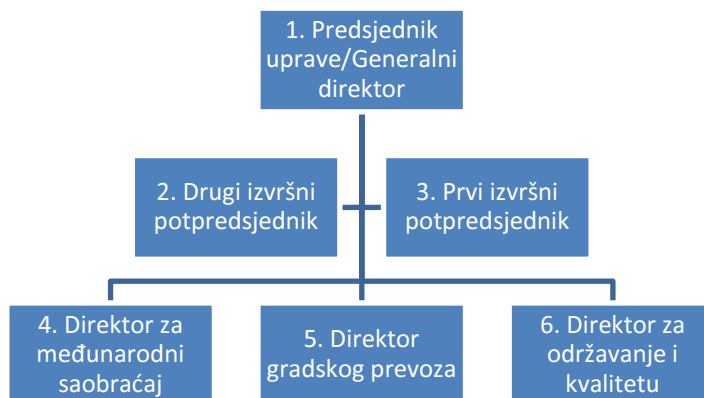 1. Predsjednik
uprave/Generalni
direktor
2. Drugi izvršni
potpredsjednik
3. Prvi izvršni
potpredsjednik
4. Direktor za
međunarodni
saobraćaj
5. Direktor
gradskog prevoza
6. Direktor za
održavanje i
kvalitetu